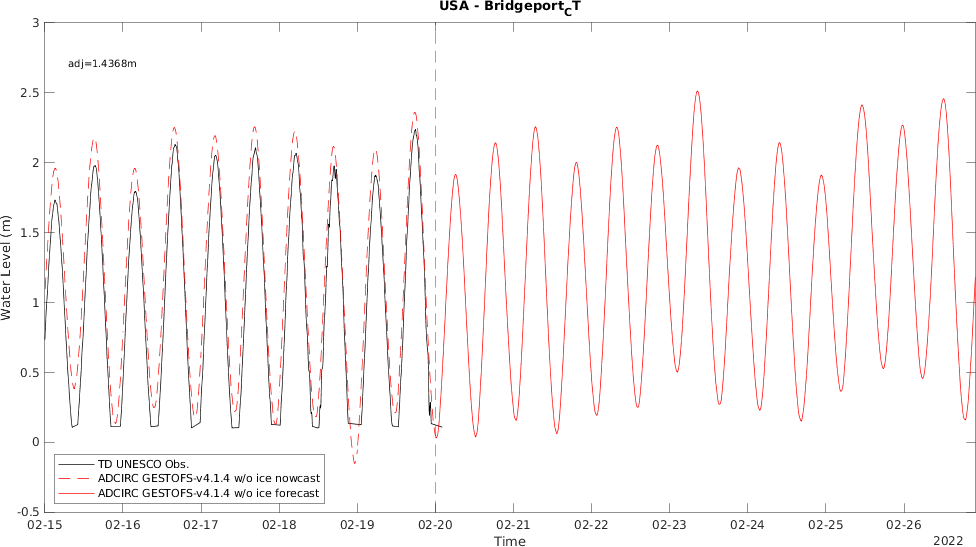 USA - Bridgeport_CT
adj=1.4368m
3
2.5
2
1.5
1
0.5
0
-0.5
Water Level (m)
TD UNESCO Obs.
ADCIRC GESTOFS-v4.1.4 w/o ice nowcast
ADCIRC GESTOFS-v4.1.4 w/o ice forecast
02-15 02-16 02-17 02-18 02-19 02-20 02-21 02-22 02-23 02-24 02-25 02-26
Time
2022